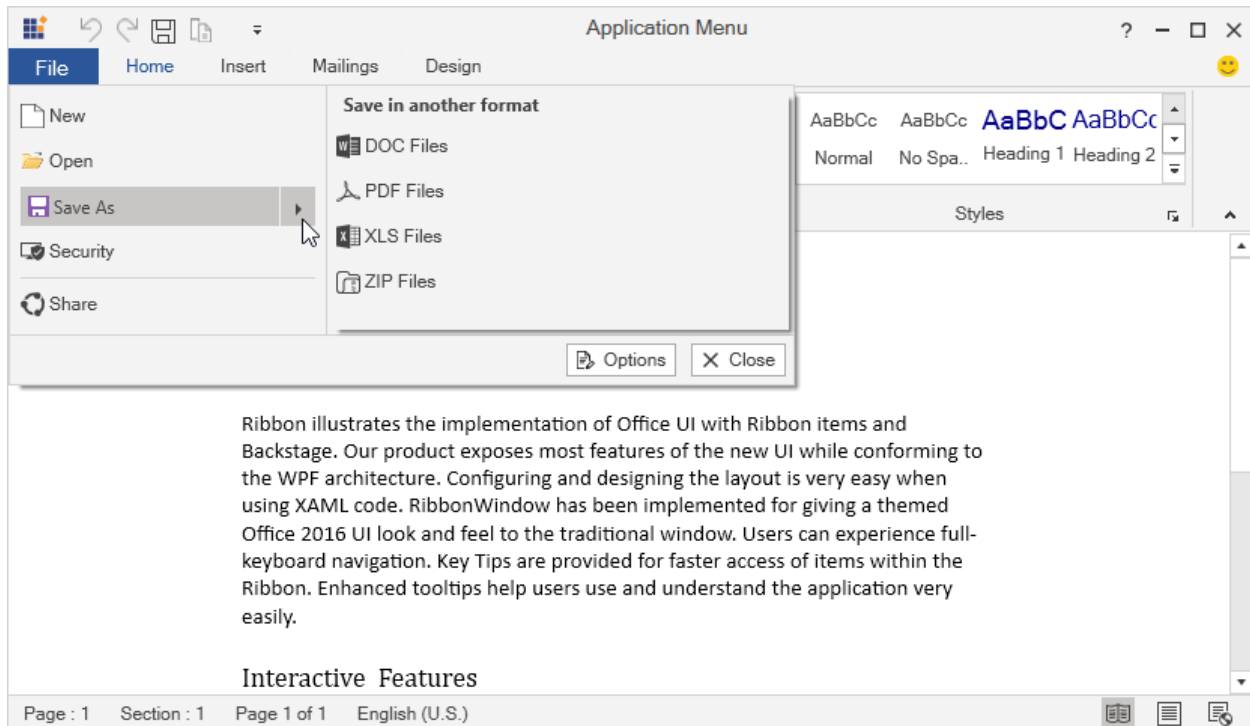 Application Menu
?
File Home Insert Mailings Design
New
Open
Save As
Security
Share
Save in another format
DOC Files
PDF Files
XLS Files
ZIP Files
Options Close
AaBbCc AaBbCc AaBbC AaBbCc
Normal No Spa.. Heading 1 Heading 2
Styles
Ribbon illustrates the implementation of Office UI with Ribbon items and
Backstage. Our product exposes most features of the new UI while conforming to
the WPF architecture. Configuring and designing the layout is very easy when
using XAML code. RibbonWindow has been implemented for giving a themed
Office 2016 UI look and feel to the traditional window. Users can experience full-
keyboard navigation. Key Tips are provided for faster access of items within the
Ribbon. Enhanced tooltips help users use and understand the application very
easily.
Interactive Features
Page : 1 Section : 1 Page 1 of 1 English (U.S.)